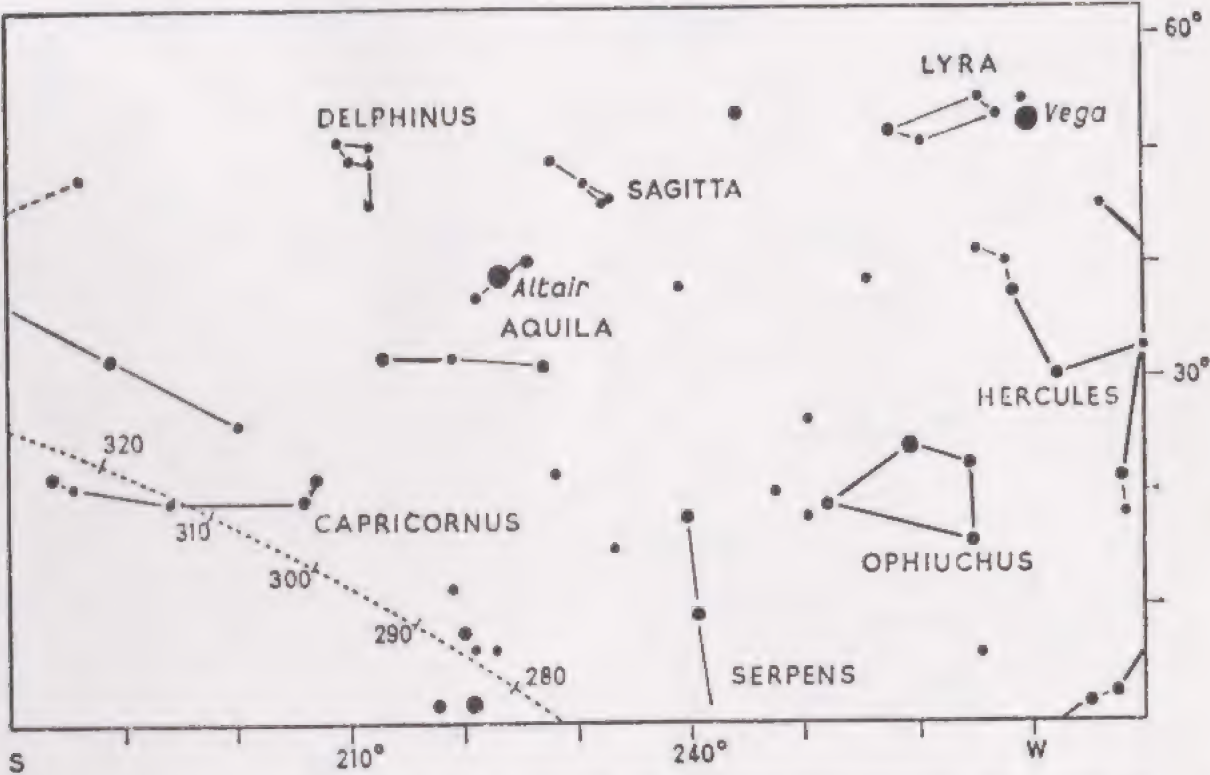 60°
LYRA
Vega
DELPHINUS
SAGITTA
Altair
AQUILA
30°
HERCULES
320
CAPRICORNUS
310
OPHIUCHUS
300
290
280
SERPENS
S
210°
240°
W